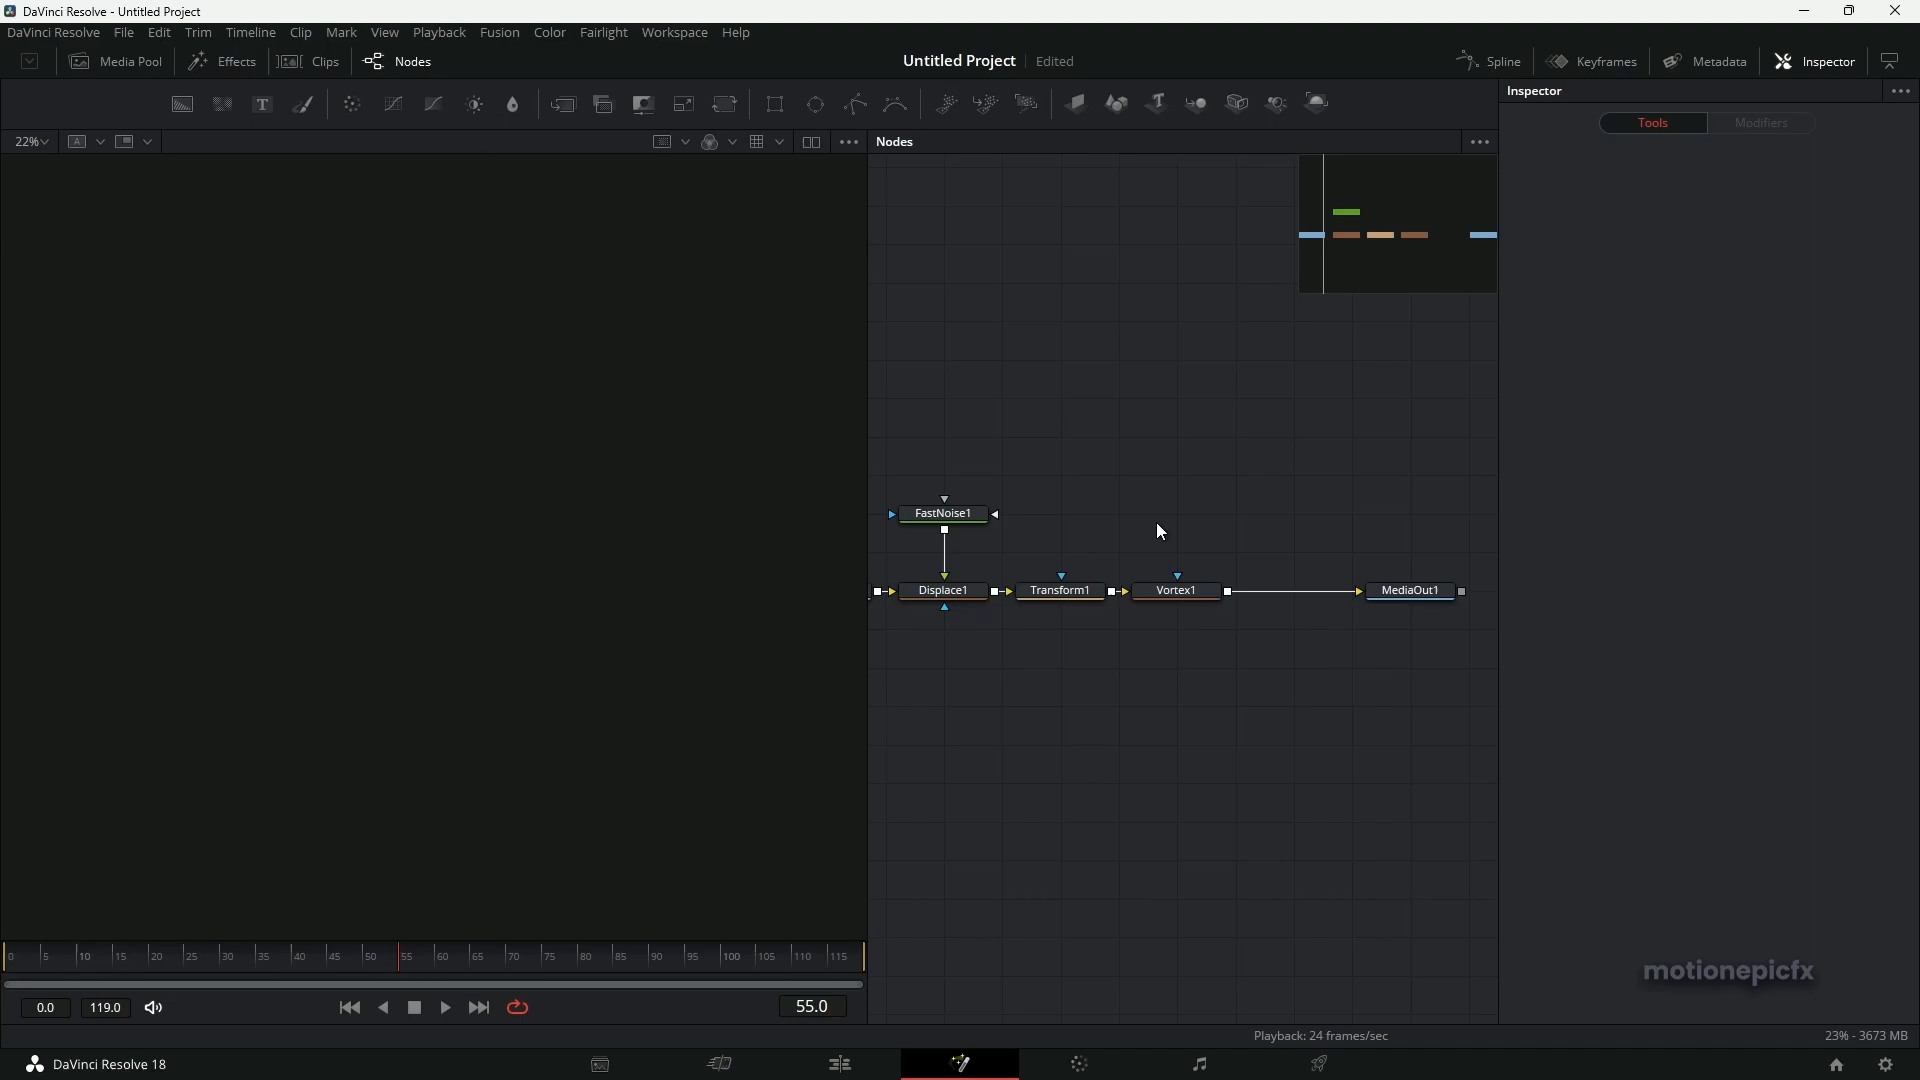 DaVinci Resolve - Untitled Project
DaVinci Resolve File Edit Trim Timeline Clip Mark View Playback Fusion Color Fairlight Workspace Help
Media Pool Effects Clips Nodes Untitled Project Edited Spline Keyframes Metadata Inspector
T T Inspector
22% A Nodes
Tools Modifiers
FastNoise1
Displace1 Transform1 Vortex1 MediaOut1
0 5 10 15 20 25 30 35 40 45 50 55 60 65 70 75 80 85 90 95 100 105 110 115
motionepicfx
0.0 119.0 55.0
Playback: 24 frames/sec 23% - 3673 MB
DaVinci Resolve 18